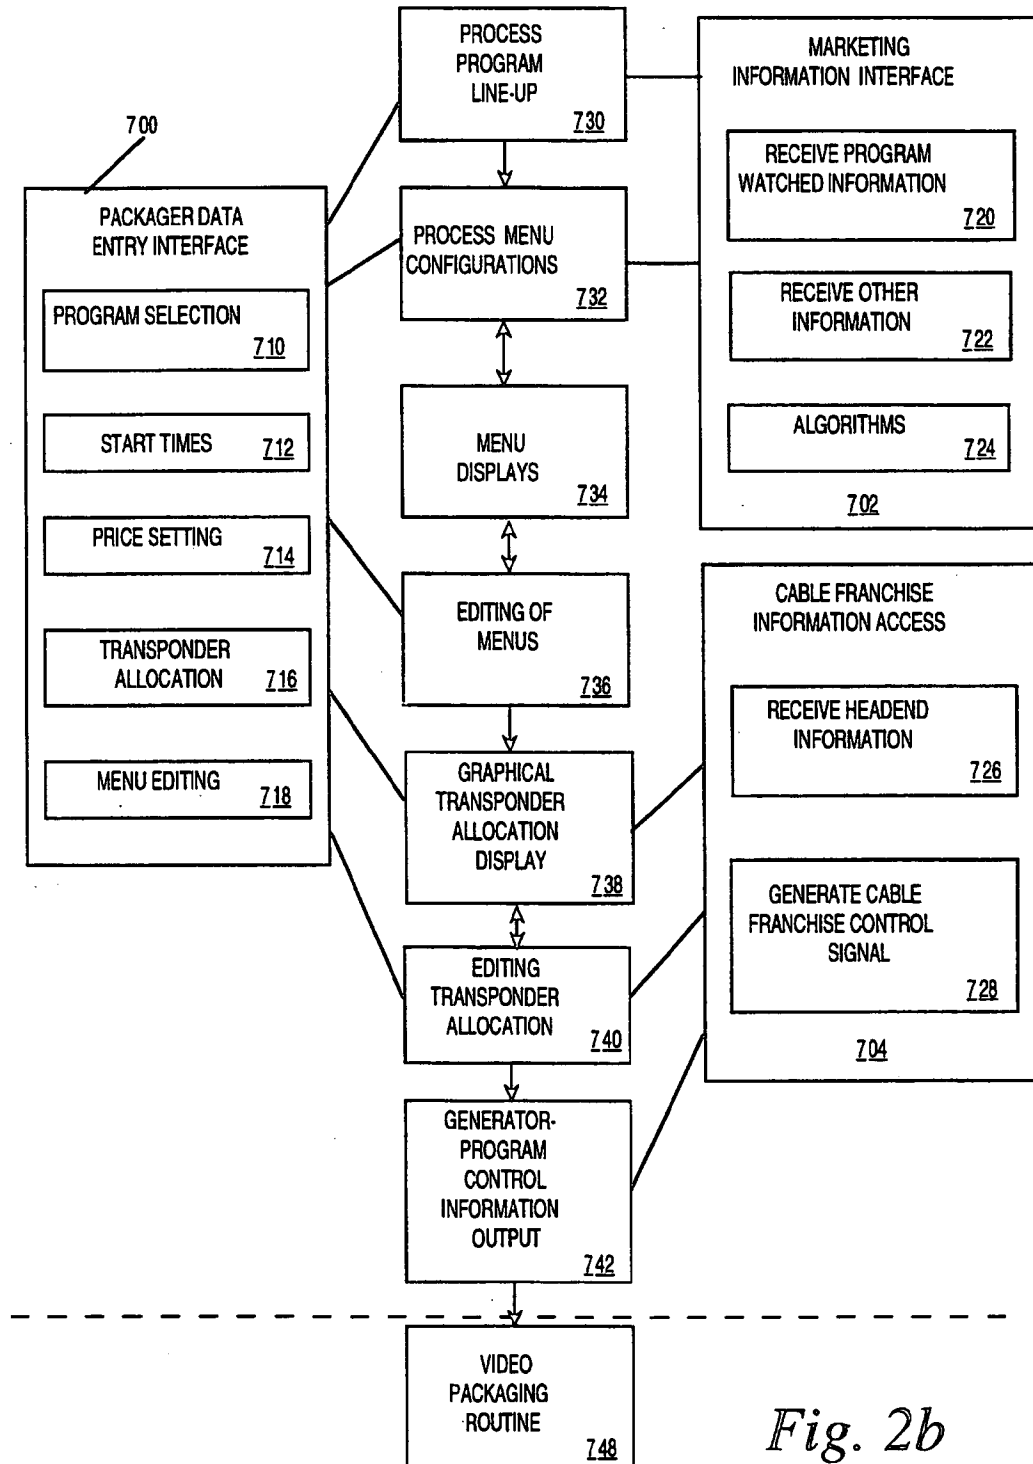 700
PACKAGER DATA
ENTRY INTERFACE
PROGRAM SELECTION
710
START TIMES
712
PRICE SETTING
714
TRANSPONDER
ALLOCATION
716
MENU EDITING
718
PROCESS
PROGRAM
LINE-UP
730
PROCESS MENU
CONFIGURATIONS
732
MENU
DISPLAYS
734
EDITING OF
MENUS
736
GRAPHICAL
TRANSPONDER
ALLOCATION
DISPLAY
738
EDITING
TRANSPONDER
ALLOCATION
740
GENERATOR-
PROGRAM
CONTROL
INFORMATION
OUTPUT
742
VIDEO
PACKAGING
ROUTINE
748
MARKETING
INFORMATION INTERFACE
RECEIVE PROGRAM
WATCHED INFORMATION
720
RECEIVE OTHER
INFORMATION
722
ALGORITHMS
724
702
CABLE FRANCHISE
INFORMATION ACCESS
RECEIVE HEADEND
INFORMATION
726
GENERATE CABLE
FRANCHISE CONTROL
SIGNAL
728
704
Fig. 2b